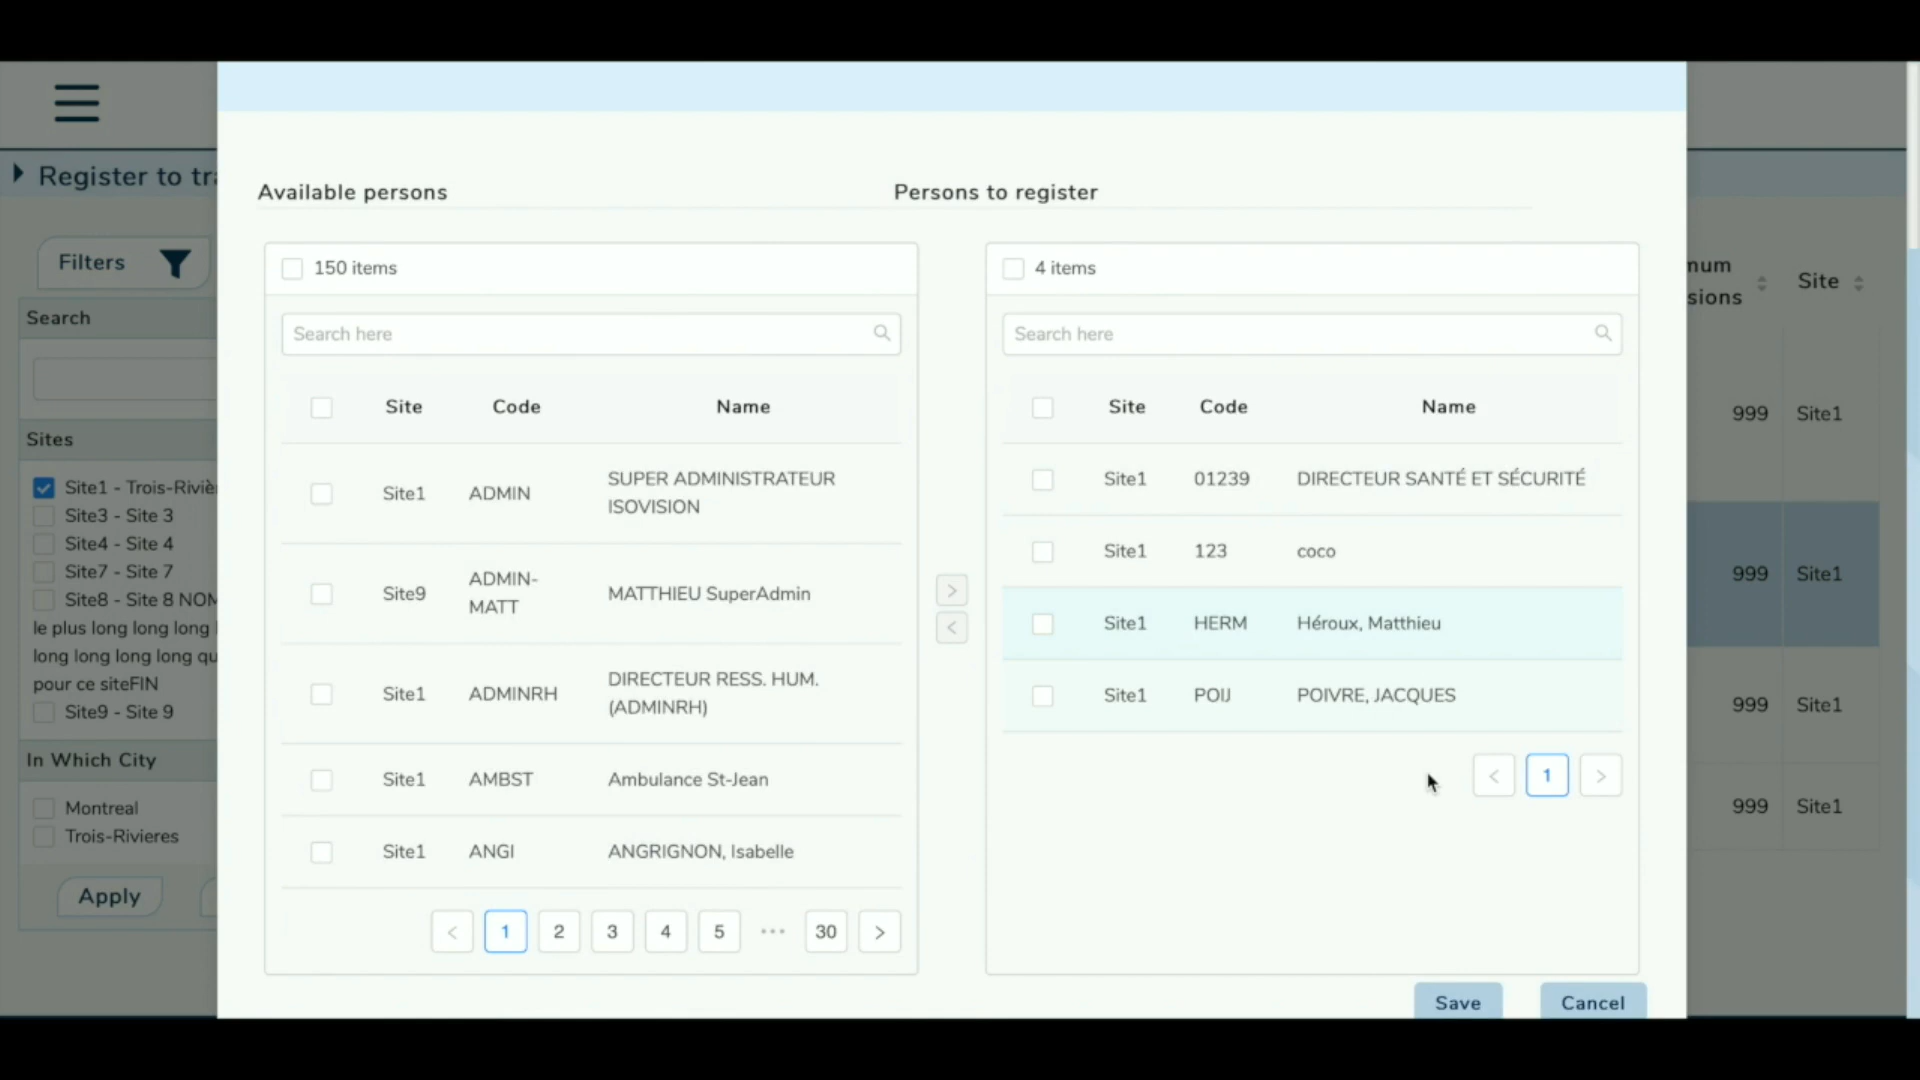 Register to tra
Filters
Search
Sites
Site1 - Trois-Rivièr
Site3 - Site 3
Site4 - Site 4
Site7 - Site 7
Site8 - Site 8 NOM
le plus long long long
long long long long qu
pour ce siteFIN
Site9 - Site 9
In Which City
Montreal
Trois-Rivieres
Apply
Available persons
150 items
Search here
Site Code Name
Site1 ADMIN SUPER ADMINISTRATEUR
ISOVISION
Site9 ADMIN-
MATT MATTHIEU SuperAdmin
Site1 ADMINRH DIRECTEUR RESS. HUM.
(ADMINRH)
Site1 AMBST Ambulance St-Jean
Site1 ANGI ANGRIGNON, Isabelle
< 1 2 3 4 5 ••• 30 >
>
<
Persons to register
4 items
Search here
Site Code Name
Site1 01239 DIRECTEUR SANTÉ ET SÉCURITÉ
Site1 123 coco
Site1 HERM Héroux, Matthieu
Site1 POIJ POIVRE, JACQUES
< 1 >
Save Cancel
num
sions
Site
999 Site1
999 Site1
999 Site1
999 Site1